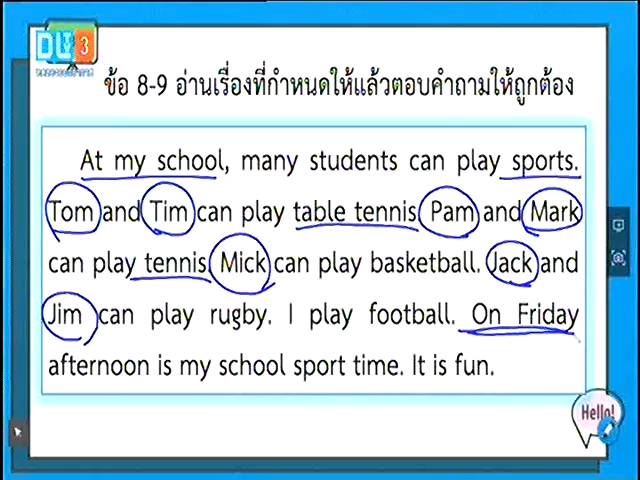 DLTV 3
ข้อ 8-9 อ่านเรื่องที่กำหนดให้แล้วตอบคำถามให้ถูกต้อง
At my school, many students can play sports.
Tom and Tim can play table tennis Pam and Mark
can play tennis Mick can play basketball. Jack and
Jim can play rugby. I play football. On Friday
afternoon is my school sport time. It is fun.
Hello!